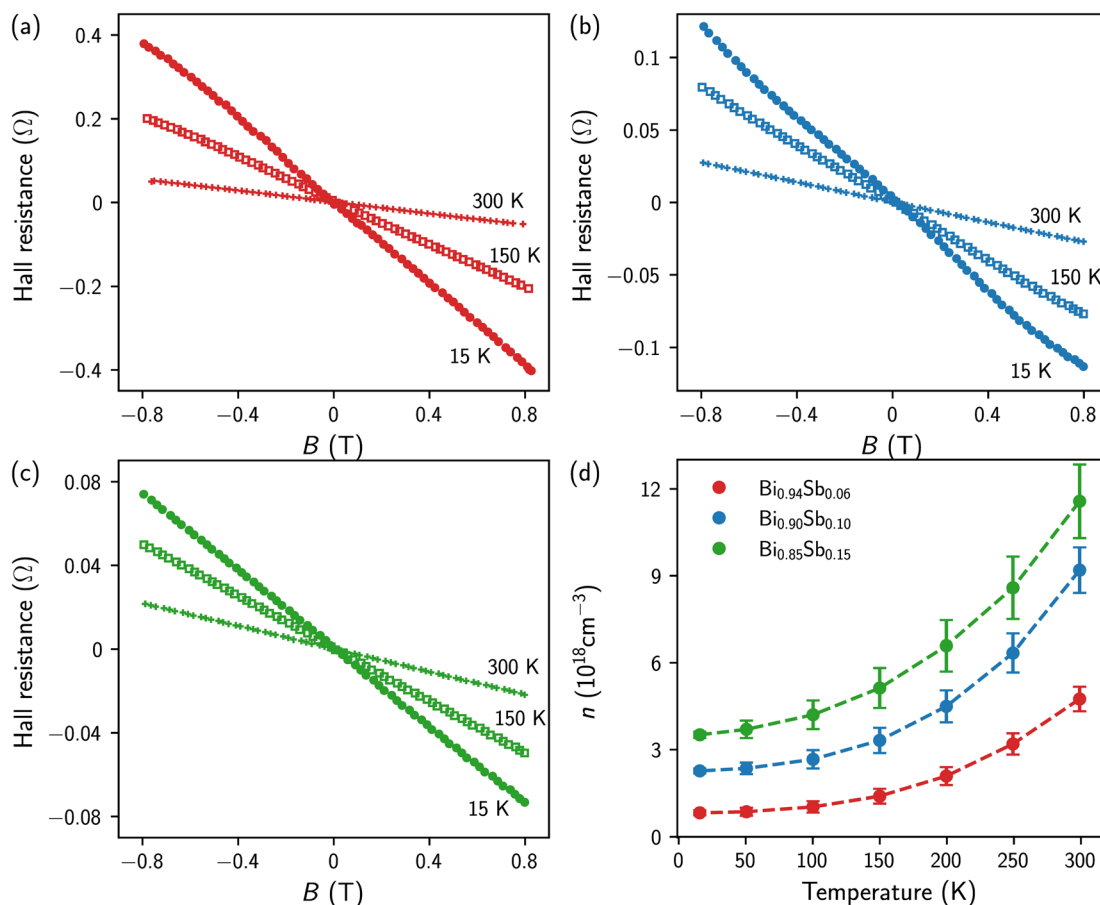 (a)
0.4
0.2
0
−0.2
−0.4
Hall resistance (Ω)
300 K
150 K
15 K
−0.8
−0.4
0
0.4
0.8
B (T)
(b)
0.1
0.05
0
−0.05
−0.1
Hall resistance (Ω)
300 K
150 K
15 K
−0.8
−0.4
0
0.4
0.8
B (T)
(c)
0.08
0.04
0
−0.04
−0.08
Hall resistance (Ω)
300 K
150 K
15 K
−0.8
−0.4
0
0.4
0.8
B (T)
(d)
12
9
6
3
0
n (10¹⁸cm⁻³)
Bi₀.₉₄Sb₀.₀₆
Bi₀.₉₀Sb₀.₁₀
Bi₀.₈₅Sb₀.₁₅
0
50
100
150
200
250
300
Temperature (K)